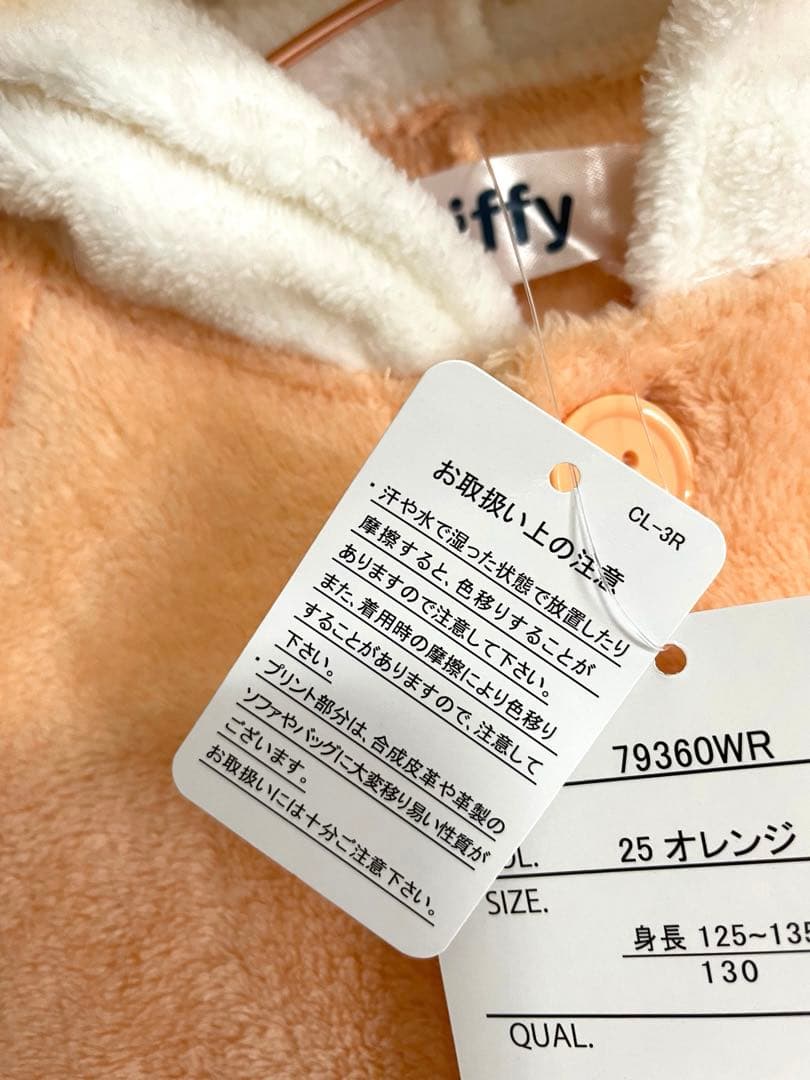 iffy
CL-3R
お取扱い上の注意
・汗や水で湿った状態で放置したり
摩擦すると、色移りすることが
ありますので注意して下さい。
また、着用時の摩擦により色移り
することがありますので、注意して
下さい。
・プリント部分は、合成皮革や革製の
ソファやバッグに大変移り易い性質が
ございます。
お取扱いには十分ご注意下さい。
79360WR
OL. 25 オレンジ
SIZE.
身長 125~135
130
QUAL.